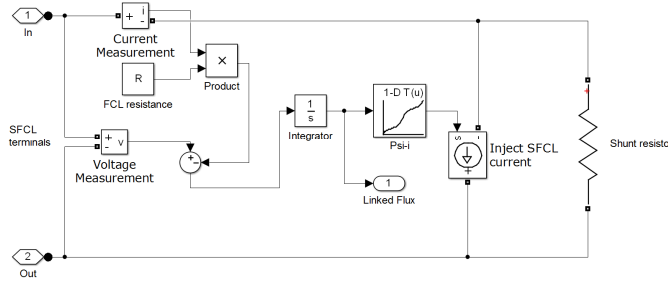 1
In
+ i
-
Current
Measurement
R
FCL resistance
×
Product
SFCL
terminals
+ v
-
Voltage
Measurement
+
−
1
s
Integrator
1-D T(u)
Psi-i
1
Linked Flux
s
-
+
Inject SFCL
current
+
Shunt resistc
2
Out